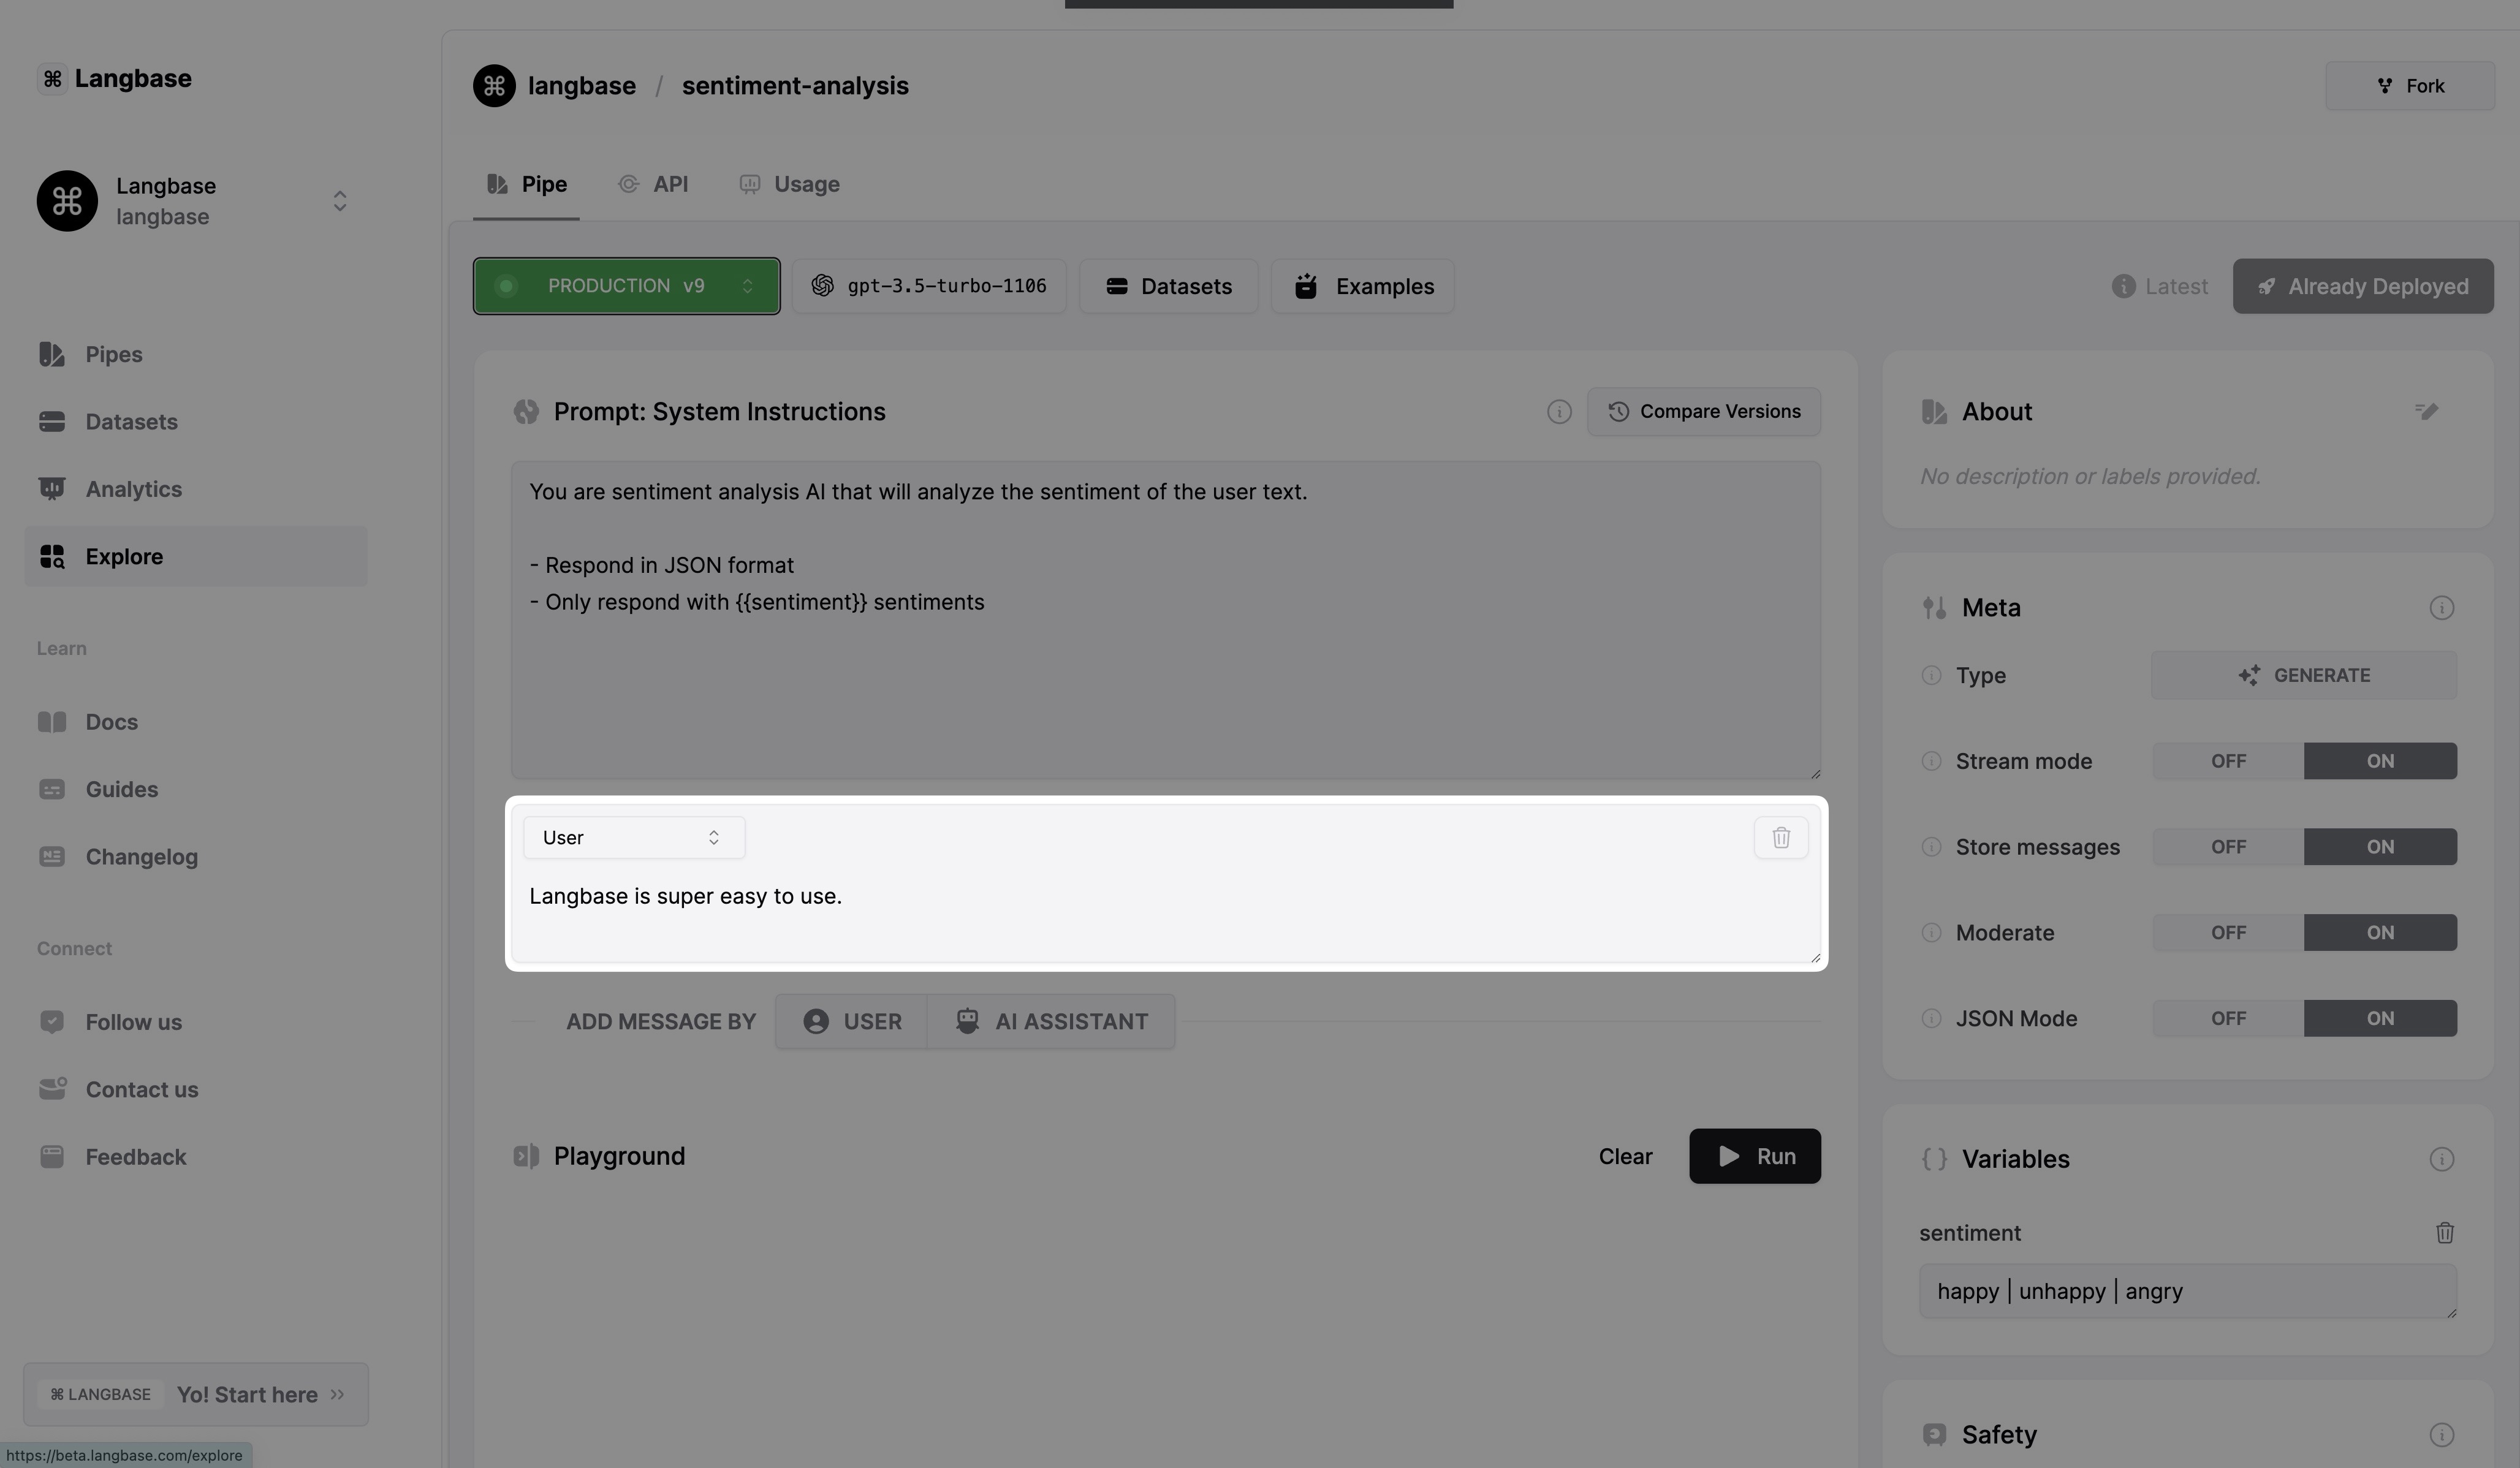 Langbase
Langbase
langbase
Pipes
Datasets
Analytics
Explore
Learn
Docs
Guides
Changelog
Connect
Follow us
Contact us
Feedback
⌘ LANGBASE Yo! Start here
https://beta.langbase.com/explore
langbase / sentiment-analysis
Fork
Pipe API Usage
PRODUCTION v9 gpt-3.5-turbo-1106 Datasets Examples Latest Already Deployed
Prompt: System Instructions Compare Versions
You are sentiment analysis AI that will analyze the sentiment of the user text.
- Respond in JSON format
- Only respond with {{sentiment}} sentiments
User
Langbase is super easy to use.
ADD MESSAGE BY USER AI ASSISTANT
Playground Clear Run
About
No description or labels provided.
Meta
Type GENERATE
Stream mode OFF ON
Store messages OFF ON
Moderate OFF ON
JSON Mode OFF ON
{ } Variables
sentiment
happy | unhappy | angry
Safety